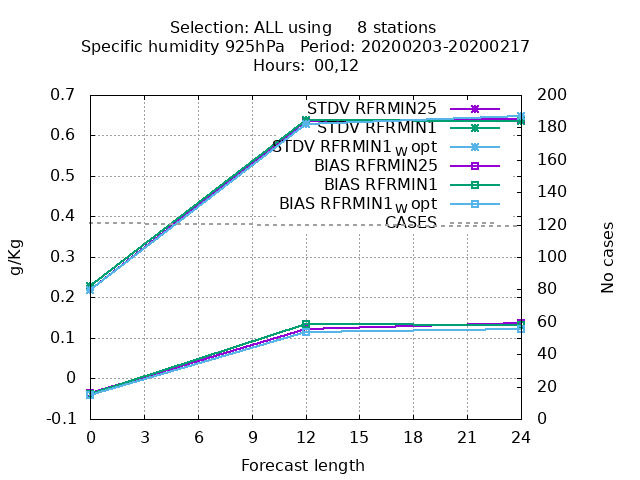 Selection: ALL using     8 stations
Specific humidity 925hPa   Period: 20200203-20200217
Hours: 00,12
0.7
0.6
0.5
0.4
0.3
0.2
0.1
0
-0.1
200
180
160
140
120
100
80
60
40
20
0
g/Kg
No cases
STDV RFRMIN25
STDV RFRMIN1
STDV RFRMIN1_W opt
BIAS RFRMIN25
BIAS RFRMIN1
BIAS RFRMIN1_W opt
CASES
0 3 6 9 12 15 18 21 24
Forecast length